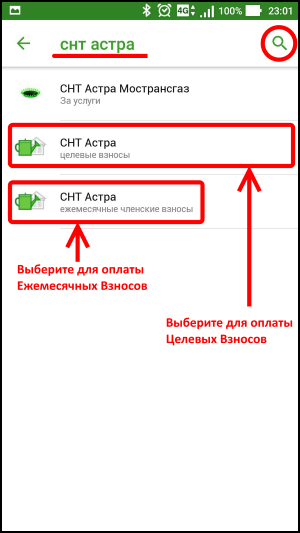 4G 100% 23:01
снт астра
СНТ Астра Мострансгаз
За услуги
СНТ Астра
целевые взносы
СНТ Астра
ежемесячные членские взносы
Выберите для оплаты
Ежемесячных Взносов
Выберите для оплаты
Целевых Взносов